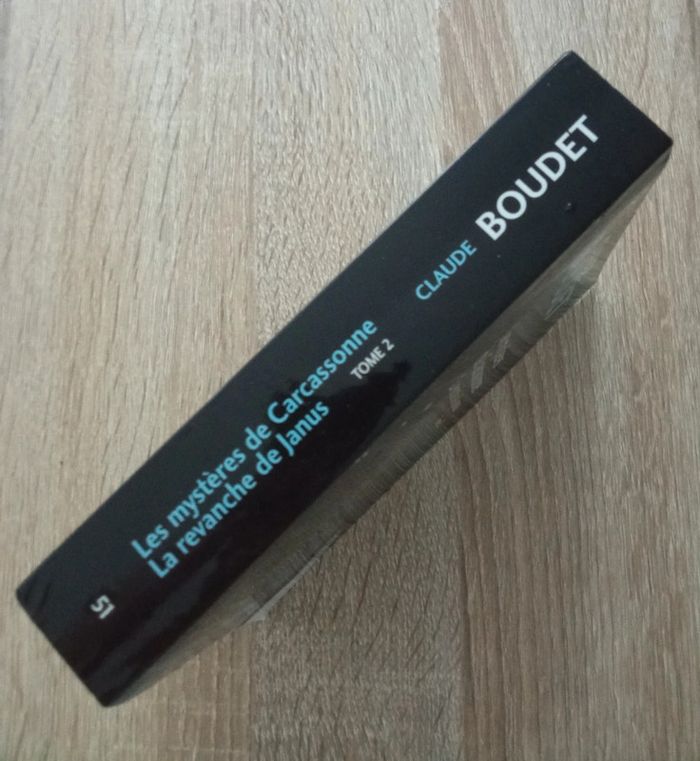 Les mystères de Carcassonne
La revanche de Janus
TOME 2
CLAUDE BOUDET
51